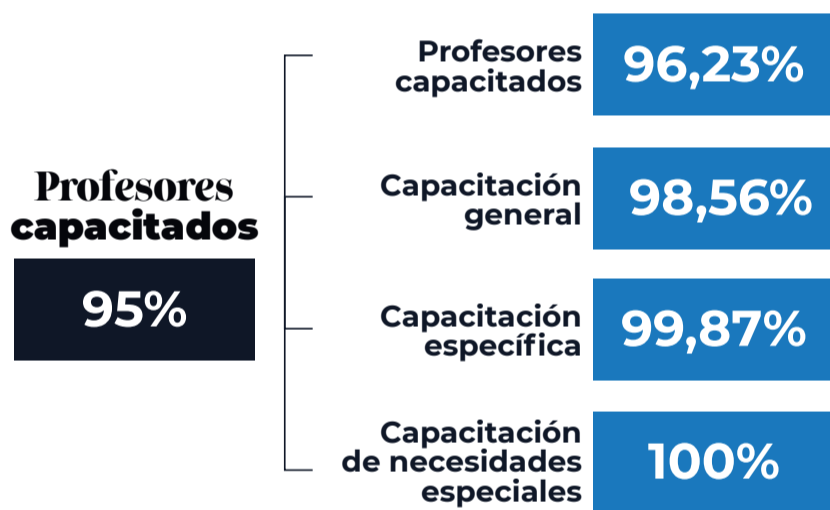 Profesores
capacitados
95%
Profesores
capacitados
96,23%
Capacitación
general
98,56%
Capacitación
específica
99,87%
Capacitación
de necesidades
especiales
100%